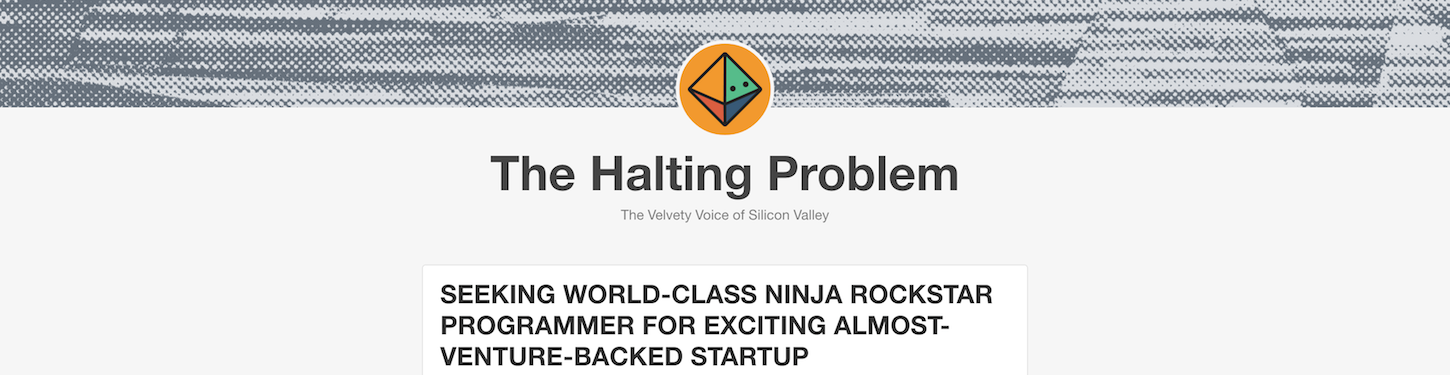 The Halting Problem
The Velvety Voice of Silicon Valley
SEEKING WORLD-CLASS NINJA ROCKSTAR
PROGRAMMER FOR EXCITING ALMOST-
VENTURE-BACKED STARTUP